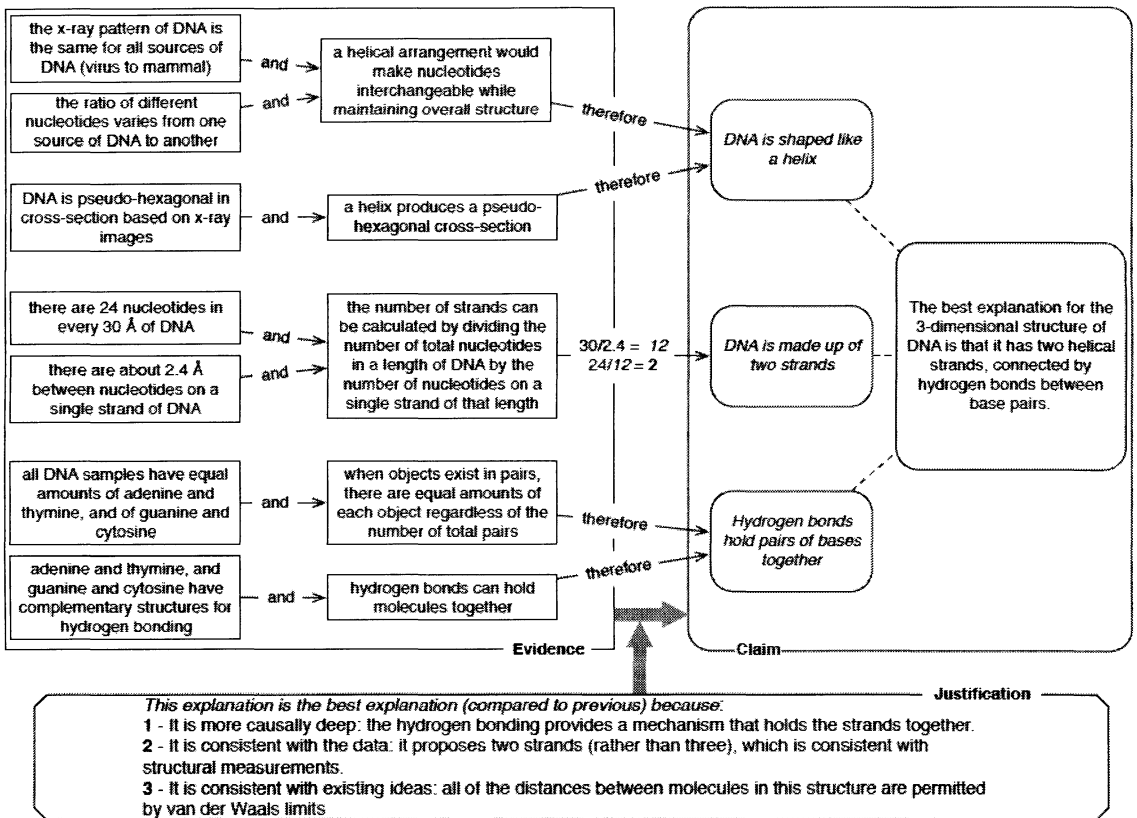 the x-ray pattern of DNA is
the same for all sources of
DNA (virus to mammal)
and
the ratio of different
nucleotides varies from one
source of DNA to another
and
a helical arrangement would
make nucleotides
interchangeable while
maintaining overall structure
therefore
DNA is pseudo-hexagonal in
cross-section based on x-ray
images
and
a helix produces a pseudo-
hexagonal cross-section
therefore
DNA is shaped like
a helix
there are 24 nucleotides in
every 30 Å of DNA
and
there are about 2.4 Å
between nucleotides on a
single strand of DNA
and
the number of strands can
be calculated by dividing the
number of total nucleotides
in a length of DNA by the
number of nucleotides on a
single strand of that length
30/2.4 = 12
24/12 = 2
DNA is made up of
two strands
all DNA samples have equal
amounts of adenine and
thymine, and of guanine and
cytosine
and
when objects exist in pairs,
there are equal amounts of
each object regardless of the
number of total pairs
therefore
adenine and thymine, and
guanine and cytosine have
complementary structures for
hydrogen bonding
and
hydrogen bonds can hold
molecules together
therefore
Hydrogen bonds
hold pairs of bases
together
The best explanation for the
3-dimensional structure of
DNA is that it has two helical
strands, connected by
hydrogen bonds between
base pairs.
Evidence
Claim
Justification
This explanation is the best explanation (compared to previous) because:
1 - It is more causally deep: the hydrogen bonding provides a mechanism that holds the strands together.
2 - It is consistent with the data: it proposes two strands (rather than three), which is consistent with
structural measurements.
3 - It is consistent with existing ideas: all of the distances between molecules in this structure are permitted
by van der Waals limits